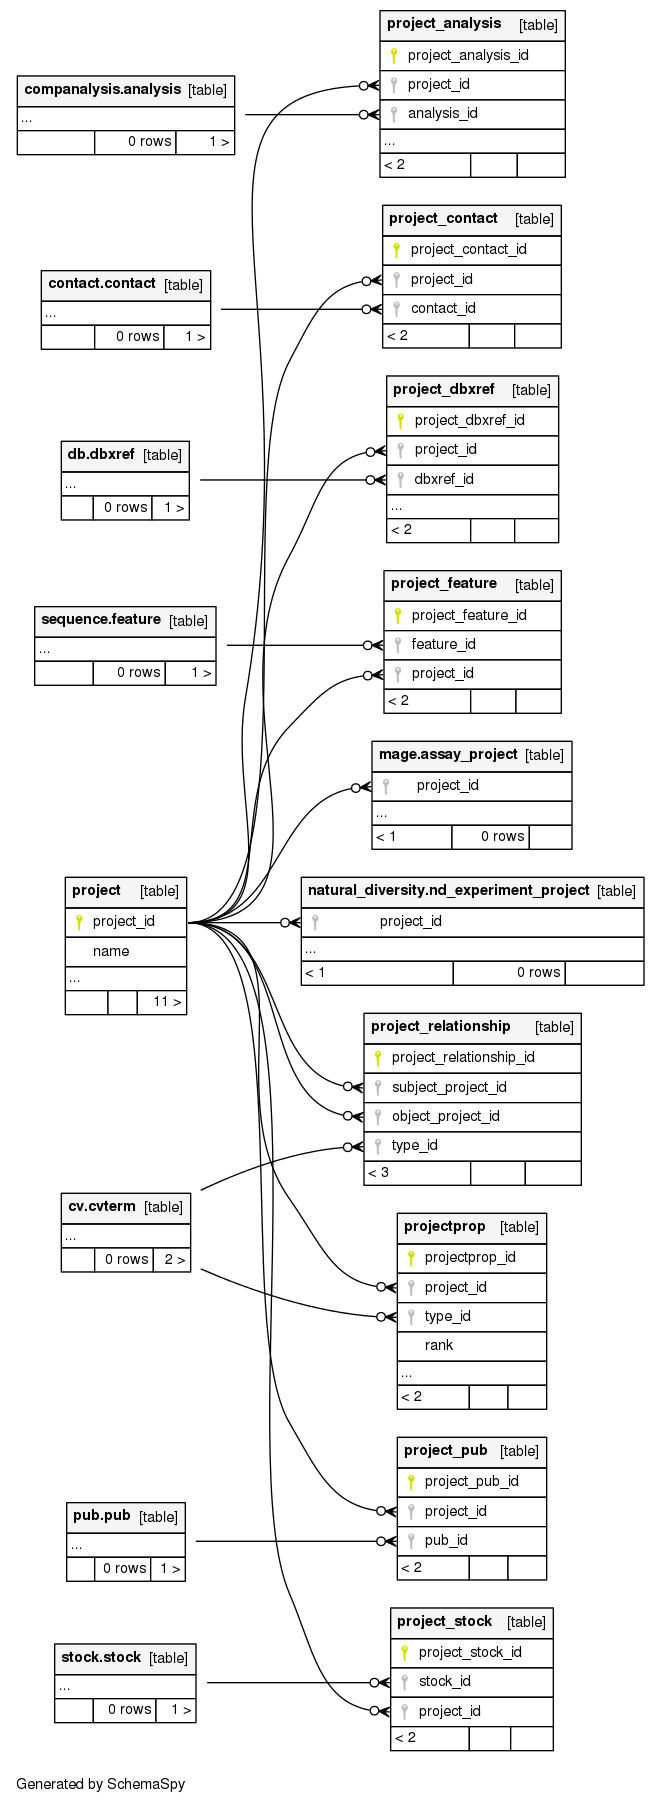 project_analysis [table]
project_analysis_id
project_id
analysis_id
...
< 2
companalysis.analysis [table]
...
0 rows 1 >
project_contact [table]
project_contact_id
project_id
contact_id
< 2
contact.contact [table]
...
0 rows 1 >
project_dbxref [table]
project_dbxref_id
project_id
dbxref_id
...
< 2
db.dbxref [table]
...
0 rows 1 >
project_feature [table]
project_feature_id
feature_id
project_id
< 2
sequence.feature [table]
...
0 rows 1 >
mage.assay_project [table]
project_id
...
< 1 0 rows
project [table]
project_id
name
...
11 >
natural_diversity.nd_experiment_project [table]
project_id
...
< 1 0 rows
project_relationship [table]
project_relationship_id
subject_project_id
object_project_id
type_id
< 3
cv.cvterm [table]
...
0 rows 2 >
projectprop [table]
projectprop_id
project_id
type_id
rank
...
< 2
project_pub [table]
project_pub_id
project_id
pub_id
< 2
pub.pub [table]
...
0 rows 1 >
project_stock [table]
project_stock_id
stock_id
project_id
< 2
stock.stock [table]
...
0 rows 1 >
Generated by SchemaSpy